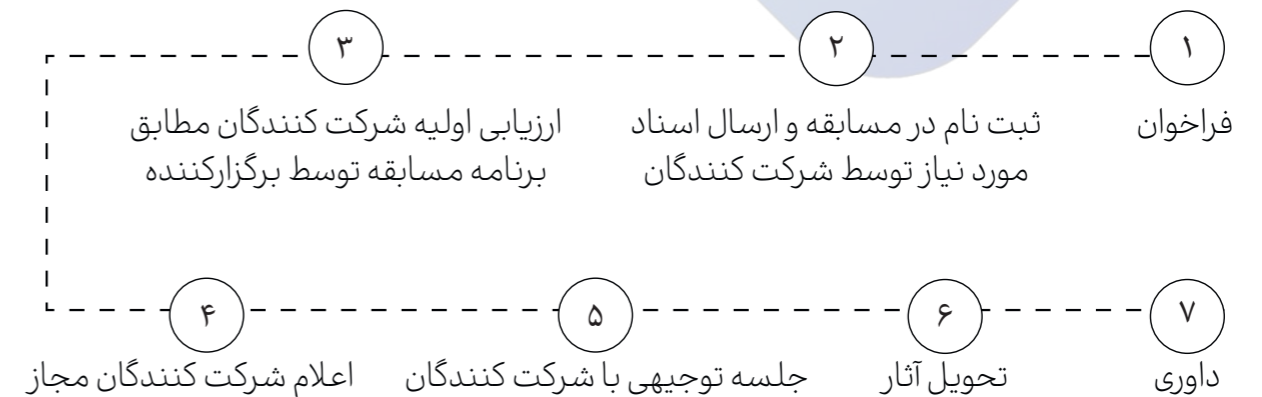 ۱
فراخوان
۲
ثبت نام در مسابقه و ارسال اسناد
مورد نیاز توسط شرکت کنندگان
۳
ارزیابی اولیه شرکت کنندگان مطابق
برنامه مسابقه توسط برگزارکننده
۴
اعلام شرکت کنندگان مجاز
۵
جلسه توجیهی با شرکت کنندگان
۶
تحویل آثار
۷
داوری